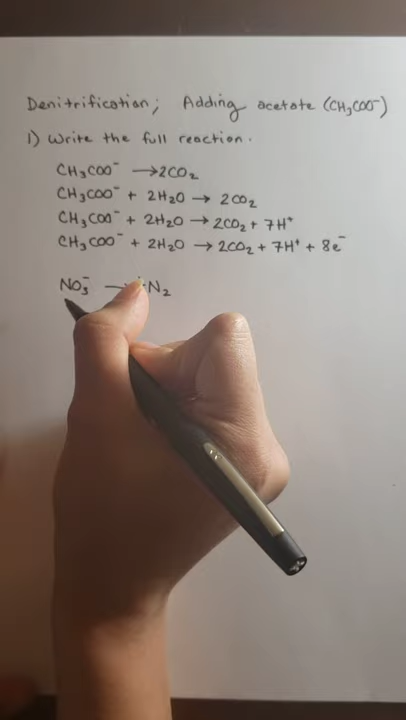 Denitrification; Adding acetate (CH₃COO⁻)
1) Write the full reaction.
CH₃COO⁻ → 2CO₂
CH₃COO⁻ + 2H₂O → 2CO₂
CH₃COO⁻ + 2H₂O → 2CO₂ + 7H⁺
CH₃COO⁻ + 2H₂O → 2CO₂ + 7H⁺ + 8e⁻
NO₃⁻ → N₂